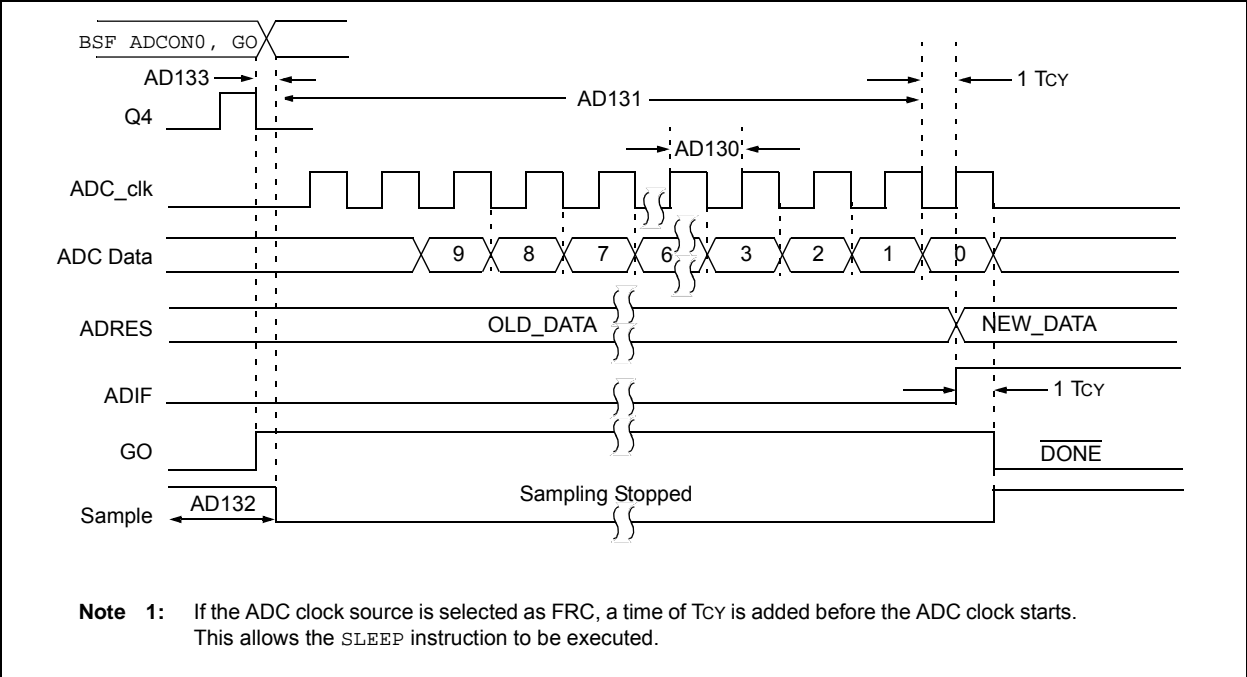 BSF ADCON0, GO
AD133
1 TCY
AD131
Q4
AD130
ADC_clk
ADC Data
9 8 7 6 3 2 1 0
OLD_DATA
NEW_DATA
ADRES
ADIF
1 TCY
GO
DONE
Sampling Stopped
AD132
Sample
Note 1: If the ADC clock source is selected as FRC, a time of TCY is added before the ADC clock starts.
This allows the SLEEP instruction to be executed.